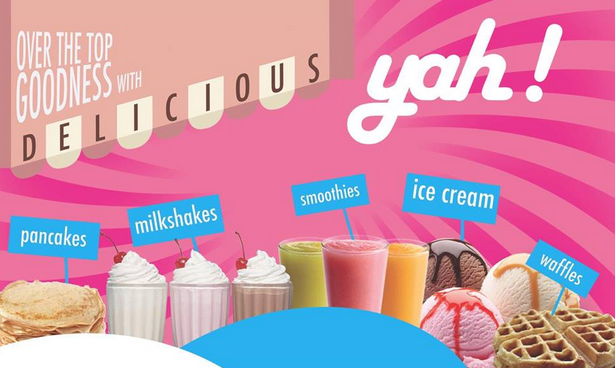 OVER THE TOP
GOODNESS WITH
DELICIOUS
yah!
pancakes
milkshakes
smoothies
ice cream
waffles